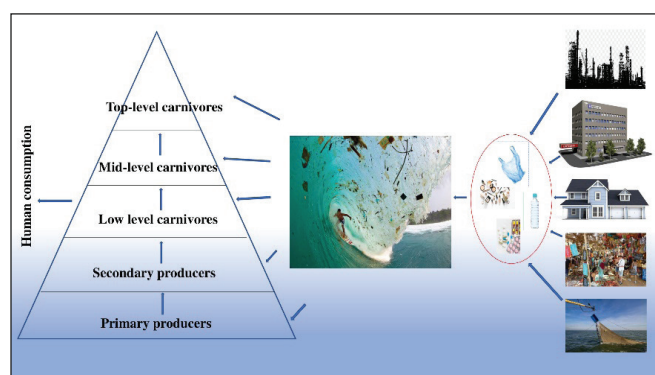 Human consumption
Top-level carnivores
Mid-level carnivores
Low level carnivores
Secondary producers
Primary producers